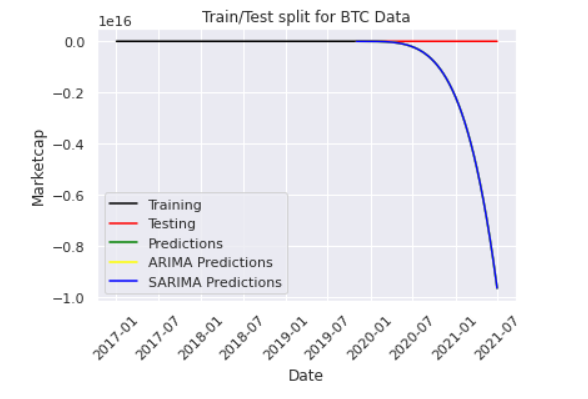 Train/Test split for BTC Data
1e16
0.0
−0.2
−0.4
−0.6
−0.8
−1.0
Marketcap
Training
Testing
Predictions
ARIMA Predictions
SARIMA Predictions
2017-01
2017-07
2018-01
2018-07
2019-01
2019-07
2020-01
2020-07
2021-01
2021-07
Date